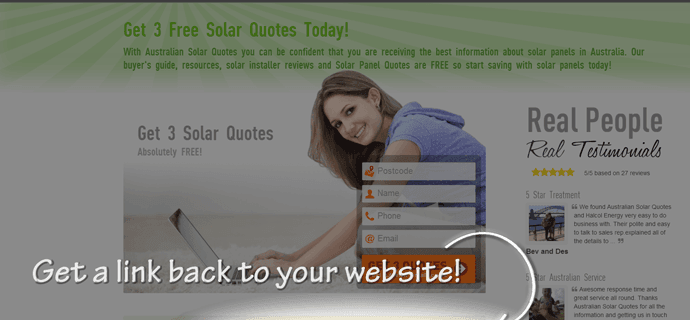 Get 3 Free Solar Quotes Today!
With Australian Solar Quotes you can be confident that you are receiving the best information about solar panels in Australia. Our
buyer's guide, resources, solar installer reviews and Solar Panel Quotes are FREE so start saving with solar panels today!
Get 3 Solar Quotes
Absolutely FREE!
Postcode
Name
Phone
Email
GET 3 QUOTES
Real People
Real Testimonials
5/5 based on 27 reviews
5 Star Treatment
We found Australian Solar Quotes
and Halcol Energy very easy to do
business with. Their polite and easy
to talk to sales rep explained all of
the details to ..
Bev and Des
5 Star Australian Service
Awesome response time and
great service all round. Thanks
Australian Solar Quotes for all the
information and getting us in touch
Get a link back to your website!